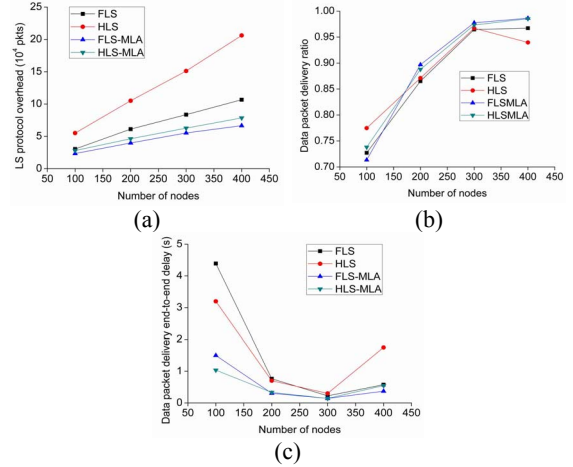 LS protocol overhead (10⁴ pkts)
25
20
15
10
5
0
50 100 150 200 250 300 350 400 450
Number of nodes
FLS
HLS
FLS-MLA
HLS-MLA
(a)
Data packet delivery ratio
1.00
0.95
0.90
0.85
0.80
0.75
0.70
50 100 150 200 250 300 350 400 450
Number of nodes
FLS
HLS
FLSMLA
HLSMLA
(b)
Data packet delivery end-to-end delay (s)
5
4
3
2
1
0
50 100 150 200 250 300 350 400 450
Number of nodes
FLS
HLS
FLS-MLA
HLS-MLA
(c)